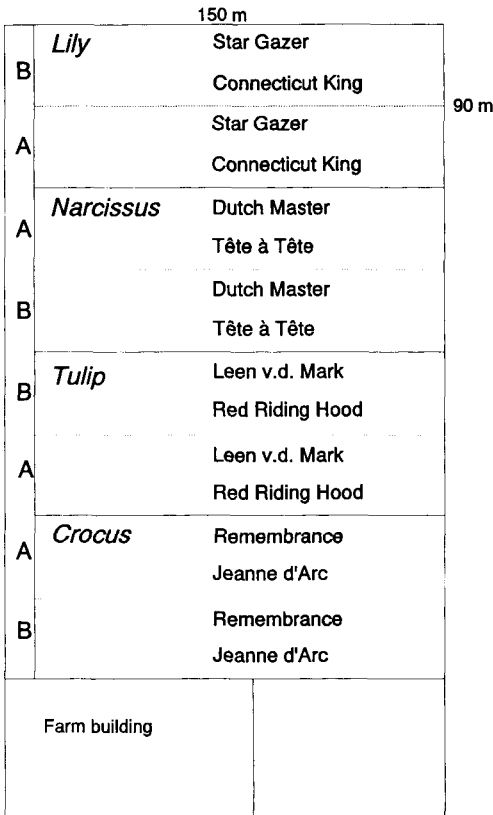 150 m
Lily Star Gazer
B
Connecticut King
90 m
Star Gazer
A
Connecticut King
Narcissus Dutch Master
A
Tête à Tête
Dutch Master
B
Tête à Tête
Tulip Leen v.d. Mark
B
Red Riding Hood
Leen v.d. Mark
A
Red Riding Hood
Crocus Remembrance
A
Jeanne d'Arc
Remembrance
B
Jeanne d'Arc
Farm building